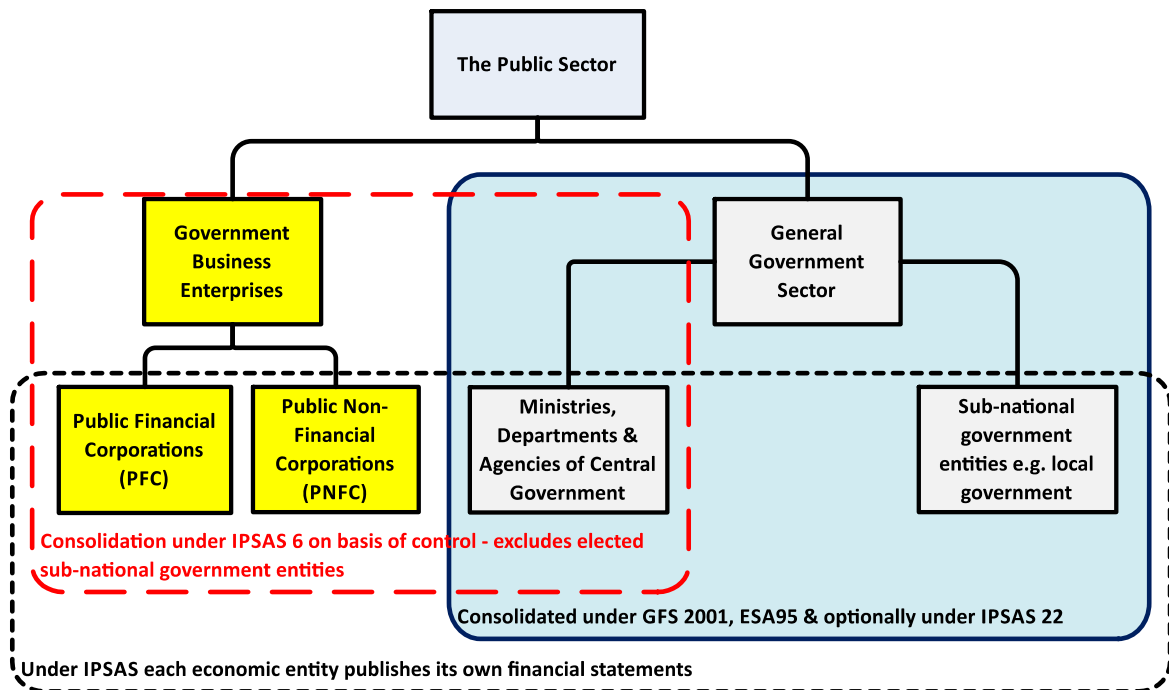 The Public Sector
Government
Business
Enterprises
General
Government
Sector
Public Financial
Corporations
(PFC)
Public Non-
Financial
Corporations
(PNFC)
Ministries,
Departments &
Agencies of Central
Government
Sub-national
government
entities e.g. local
government
Consolidation under IPSAS 6 on basis of control - excludes elected
sub-national government entities
Consolidated under GFS 2001, ESA95 & optionally under IPSAS 22
Under IPSAS each economic entity publishes its own financial statements